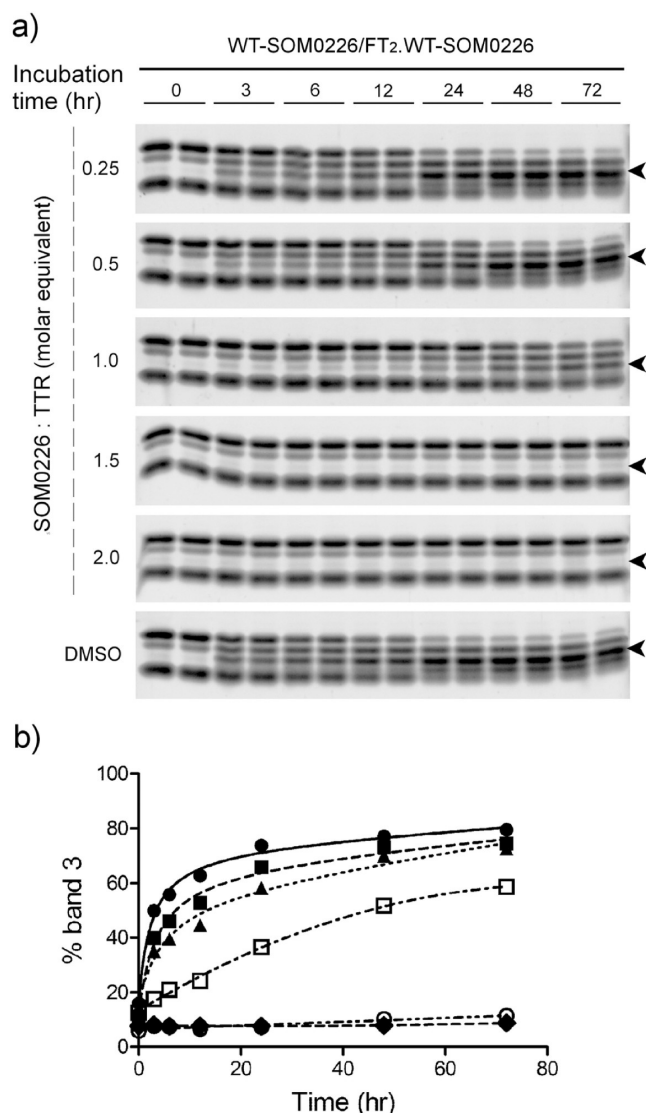 a)
WT-SOM0226/FT₂.WT-SOM0226
Incubation
time (hr)
0 3 6 12 24 48 72
SOM0226 : TTR (molar equivalent)
0.25
0.5
1.0
1.5
2.0
DMSO
b)
% band 3
100
80
60
40
20
0
0 20 40 60 80
Time (hr)